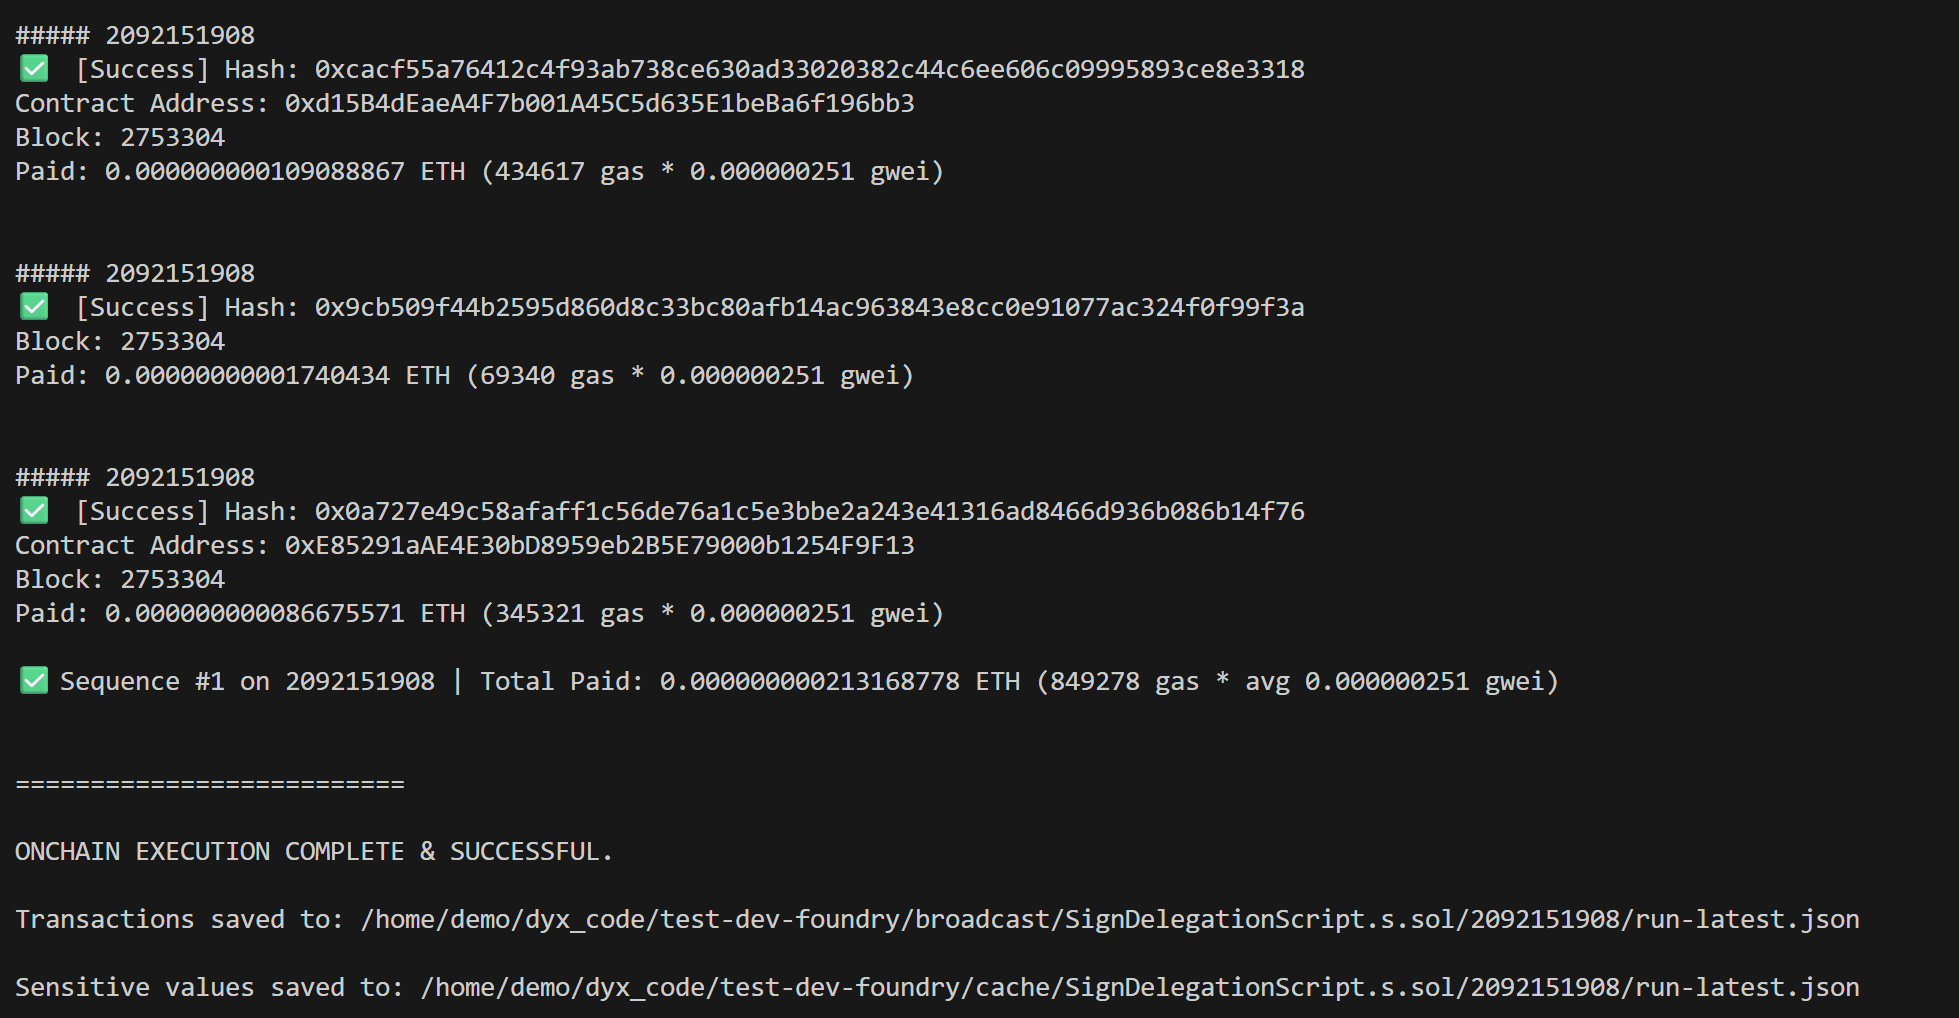 ##### 2092151908
✅ [Success] Hash: 0xcacf55a76412c4f93ab738ce630ad33020382c44c6ee606c09995893ce8e3318
Contract Address: 0xd15B4dEaeA4F7b001A45C5d635E1beBa6f196bb3
Block: 2753304
Paid: 0.000000000109088867 ETH (434617 gas * 0.000000251 gwei)
##### 2092151908
✅ [Success] Hash: 0x9cb509f44b2595d860d8c33bc80afb14ac963843e8cc0e91077ac324f0f99f3a
Block: 2753304
Paid: 0.00000000001740434 ETH (69340 gas * 0.000000251 gwei)
##### 2092151908
✅ [Success] Hash: 0x0a727e49c58afaff1c56de76a1c5e3bbe2a243e41316ad8466d936b086b14f76
Contract Address: 0xE85291aAE4E30bD8959eb2B5E79000b1254F9F13
Block: 2753304
Paid: 0.000000000086675571 ETH (345321 gas * 0.000000251 gwei)
✅ Sequence #1 on 2092151908 | Total Paid: 0.000000000213168778 ETH (849278 gas * avg 0.000000251 gwei)
==========================
ONCHAIN EXECUTION COMPLETE & SUCCESSFUL.
Transactions saved to: /home/demo/dyx_code/test-dev-foundry/broadcast/SignDelegationScript.s.sol/2092151908/run-latest.json
Sensitive values saved to: /home/demo/dyx_code/test-dev-foundry/cache/SignDelegationScript.s.sol/2092151908/run-latest.json